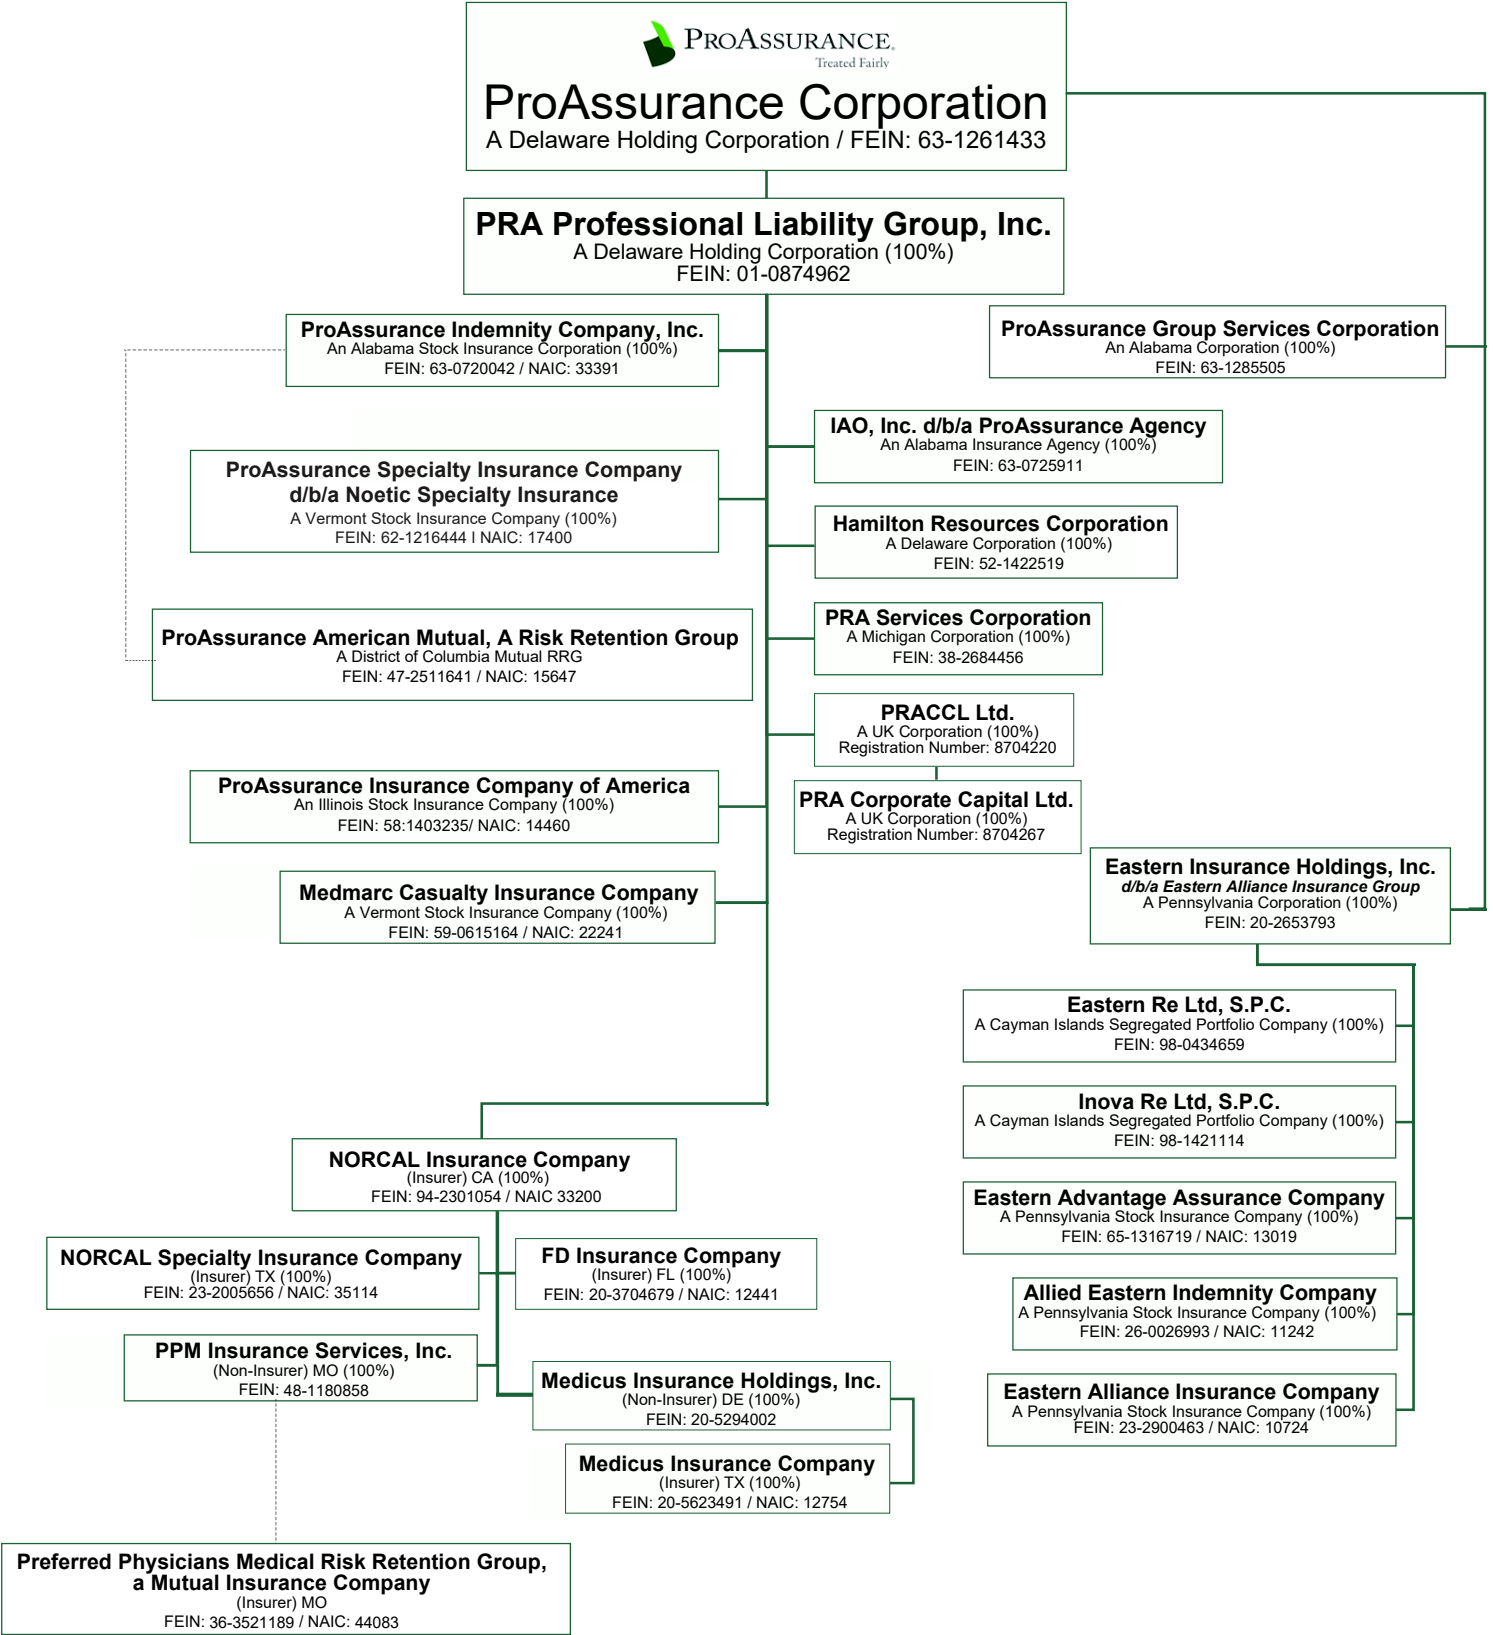 PROASSURANCE.
Treated Fairly
ProAssurance Corporation
A Delaware Holding Corporation / FEIN: 63-1261433
PRA Professional Liability Group, Inc.
A Delaware Holding Corporation (100%)
FEIN: 01-0874962
ProAssurance Indemnity Company, Inc.
An Alabama Stock Insurance Corporation (100%)
FEIN: 63-0720042 / NAIC: 33391
ProAssurance Group Services Corporation
An Alabama Corporation (100%)
FEIN: 63-1285505
IAO, Inc. d/b/a ProAssurance Agency
An Alabama Insurance Agency (100%)
FEIN: 63-0725911
ProAssurance Specialty Insurance Company
d/b/a Noetic Specialty Insurance
A Vermont Stock Insurance Company (100%)
FEIN: 62-1216444 I NAIC: 17400
Hamilton Resources Corporation
A Delaware Corporation (100%)
FEIN: 52-1422519
ProAssurance American Mutual, A Risk Retention Group
A District of Columbia Mutual RRG
FEIN: 47-2511641 / NAIC: 15647
PRA Services Corporation
A Michigan Corporation (100%)
FEIN: 38-2684456
PRACCL Ltd.
A UK Corporation (100%)
Registration Number: 8704220
ProAssurance Insurance Company of America
An Illinois Stock Insurance Company (100%)
FEIN: 58:1403235/ NAIC: 14460
PRA Corporate Capital Ltd.
A UK Corporation (100%)
Registration Number: 8704267
Medmarc Casualty Insurance Company
A Vermont Stock Insurance Company (100%)
FEIN: 59-0615164 / NAIC: 22241
Eastern Insurance Holdings, Inc.
d/b/a Eastern Alliance Insurance Group
A Pennsylvania Corporation (100%)
FEIN: 20-2653793
Eastern Re Ltd, S.P.C.
A Cayman Islands Segregated Portfolio Company (100%)
FEIN: 98-0434659
Inova Re Ltd, S.P.C.
A Cayman Islands Segregated Portfolio Company (100%)
FEIN: 98-1421114
Eastern Advantage Assurance Company
A Pennsylvania Stock Insurance Company (100%)
FEIN: 65-1316719 / NAIC: 13019
Allied Eastern Indemnity Company
A Pennsylvania Stock Insurance Company (100%)
FEIN: 26-0026993 / NAIC: 11242
Eastern Alliance Insurance Company
A Pennsylvania Stock Insurance Company (100%)
FEIN: 23-2900463 / NAIC: 10724
NORCAL Insurance Company
(Insurer) CA (100%)
FEIN: 94-2301054 / NAIC 33200
NORCAL Specialty Insurance Company
(Insurer) TX (100%)
FEIN: 23-2005656 / NAIC: 35114
FD Insurance Company
(Insurer) FL (100%)
FEIN: 20-3704679 / NAIC: 12441
PPM Insurance Services, Inc.
(Non-Insurer) MO (100%)
FEIN: 48-1180858
Medicus Insurance Holdings, Inc.
(Non-Insurer) DE (100%)
FEIN: 20-5294002
Medicus Insurance Company
(Insurer) TX (100%)
FEIN: 20-5623491 / NAIC: 12754
Preferred Physicians Medical Risk Retention Group,
a Mutual Insurance Company
(Insurer) MO
FEIN: 36-3521189 / NAIC: 44083